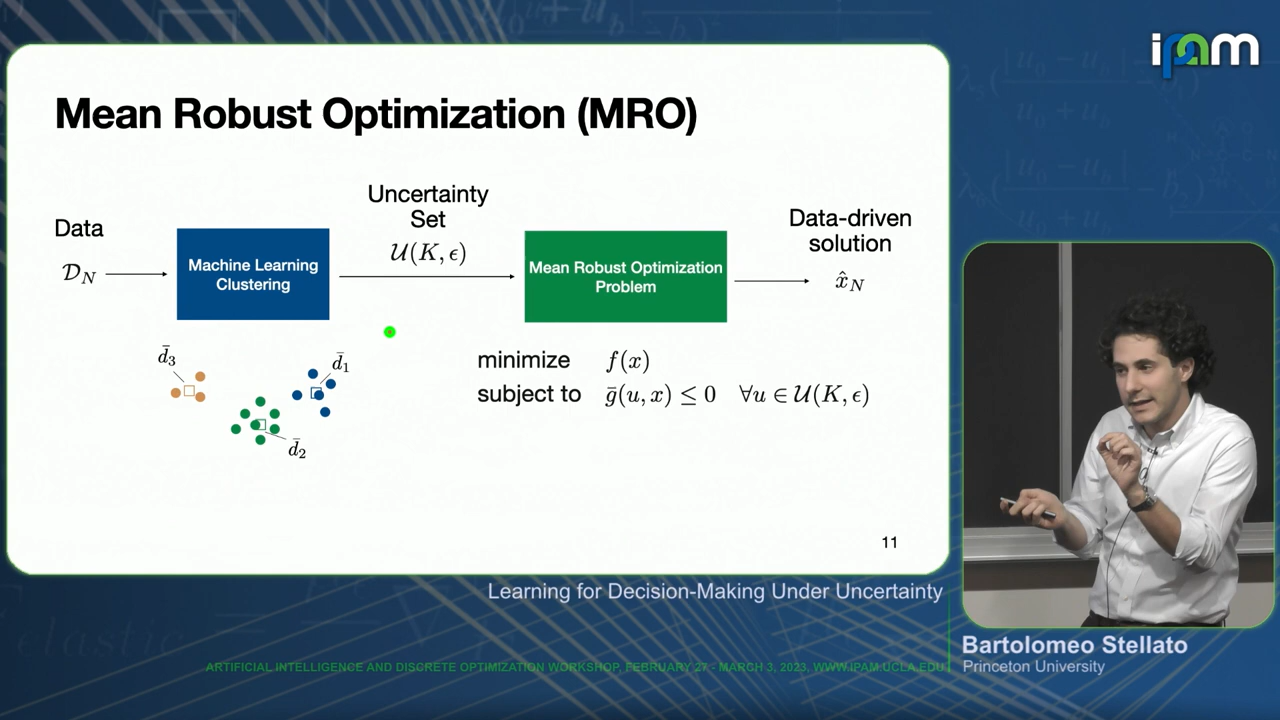 ipam
Mean Robust Optimization (MRO)
Data
𝒟_N
Machine Learning
Clustering
Uncertainty
Set
𝒰(K, ϵ)
Mean Robust Optimization
Problem
Data-driven
solution
x̂_N
d̄_3
d̄_1
d̄_2
minimize f(x)
subject to ḡ(u, x) ≤ 0 ∀u ∈ 𝒰(K, ϵ)
11
Learning for Decision-Making Under Uncertainty
Bartolomeo Stellato
Princeton University
ARTIFICIAL INTELLIGENCE AND DISCRETE OPTIMIZATION WORKSHOP, FEBRUARY 27 - MARCH 3, 2023, WWW.IPAM.UCLA.EDU
elastic